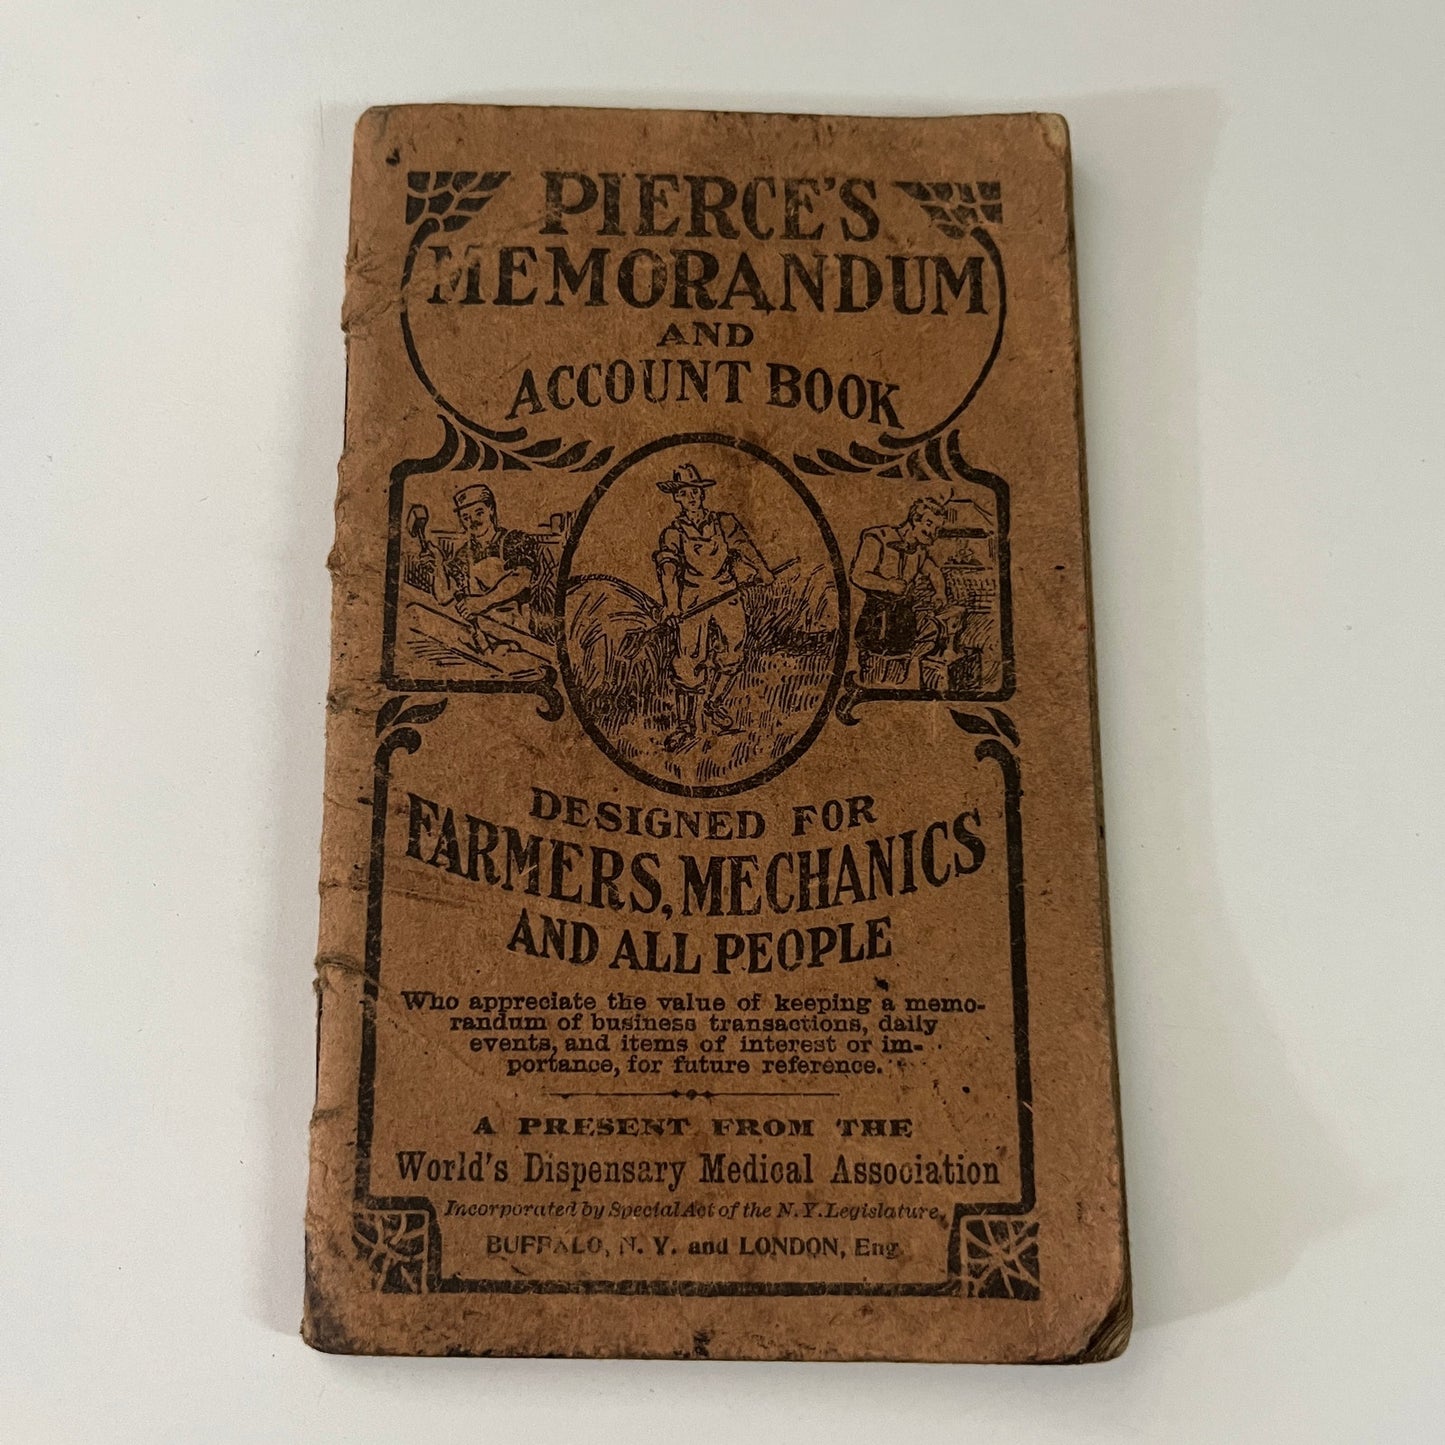 PIERCE'S
MEMORANDUM
AND
ACCOUNT BOOK
DESIGNED FOR
FARMERS, MECHANICS
AND ALL PEOPLE
Who appreciate the value of keeping a memo-
randum of business transactions, daily
events, and items of interest or im-
portance, for future reference.
A PRESENT FROM THE
World's Dispensary Medical Association
Incorporated by Special Act of the N. Y. Legislature,
BUFFALO, N. Y. and LONDON, Eng.